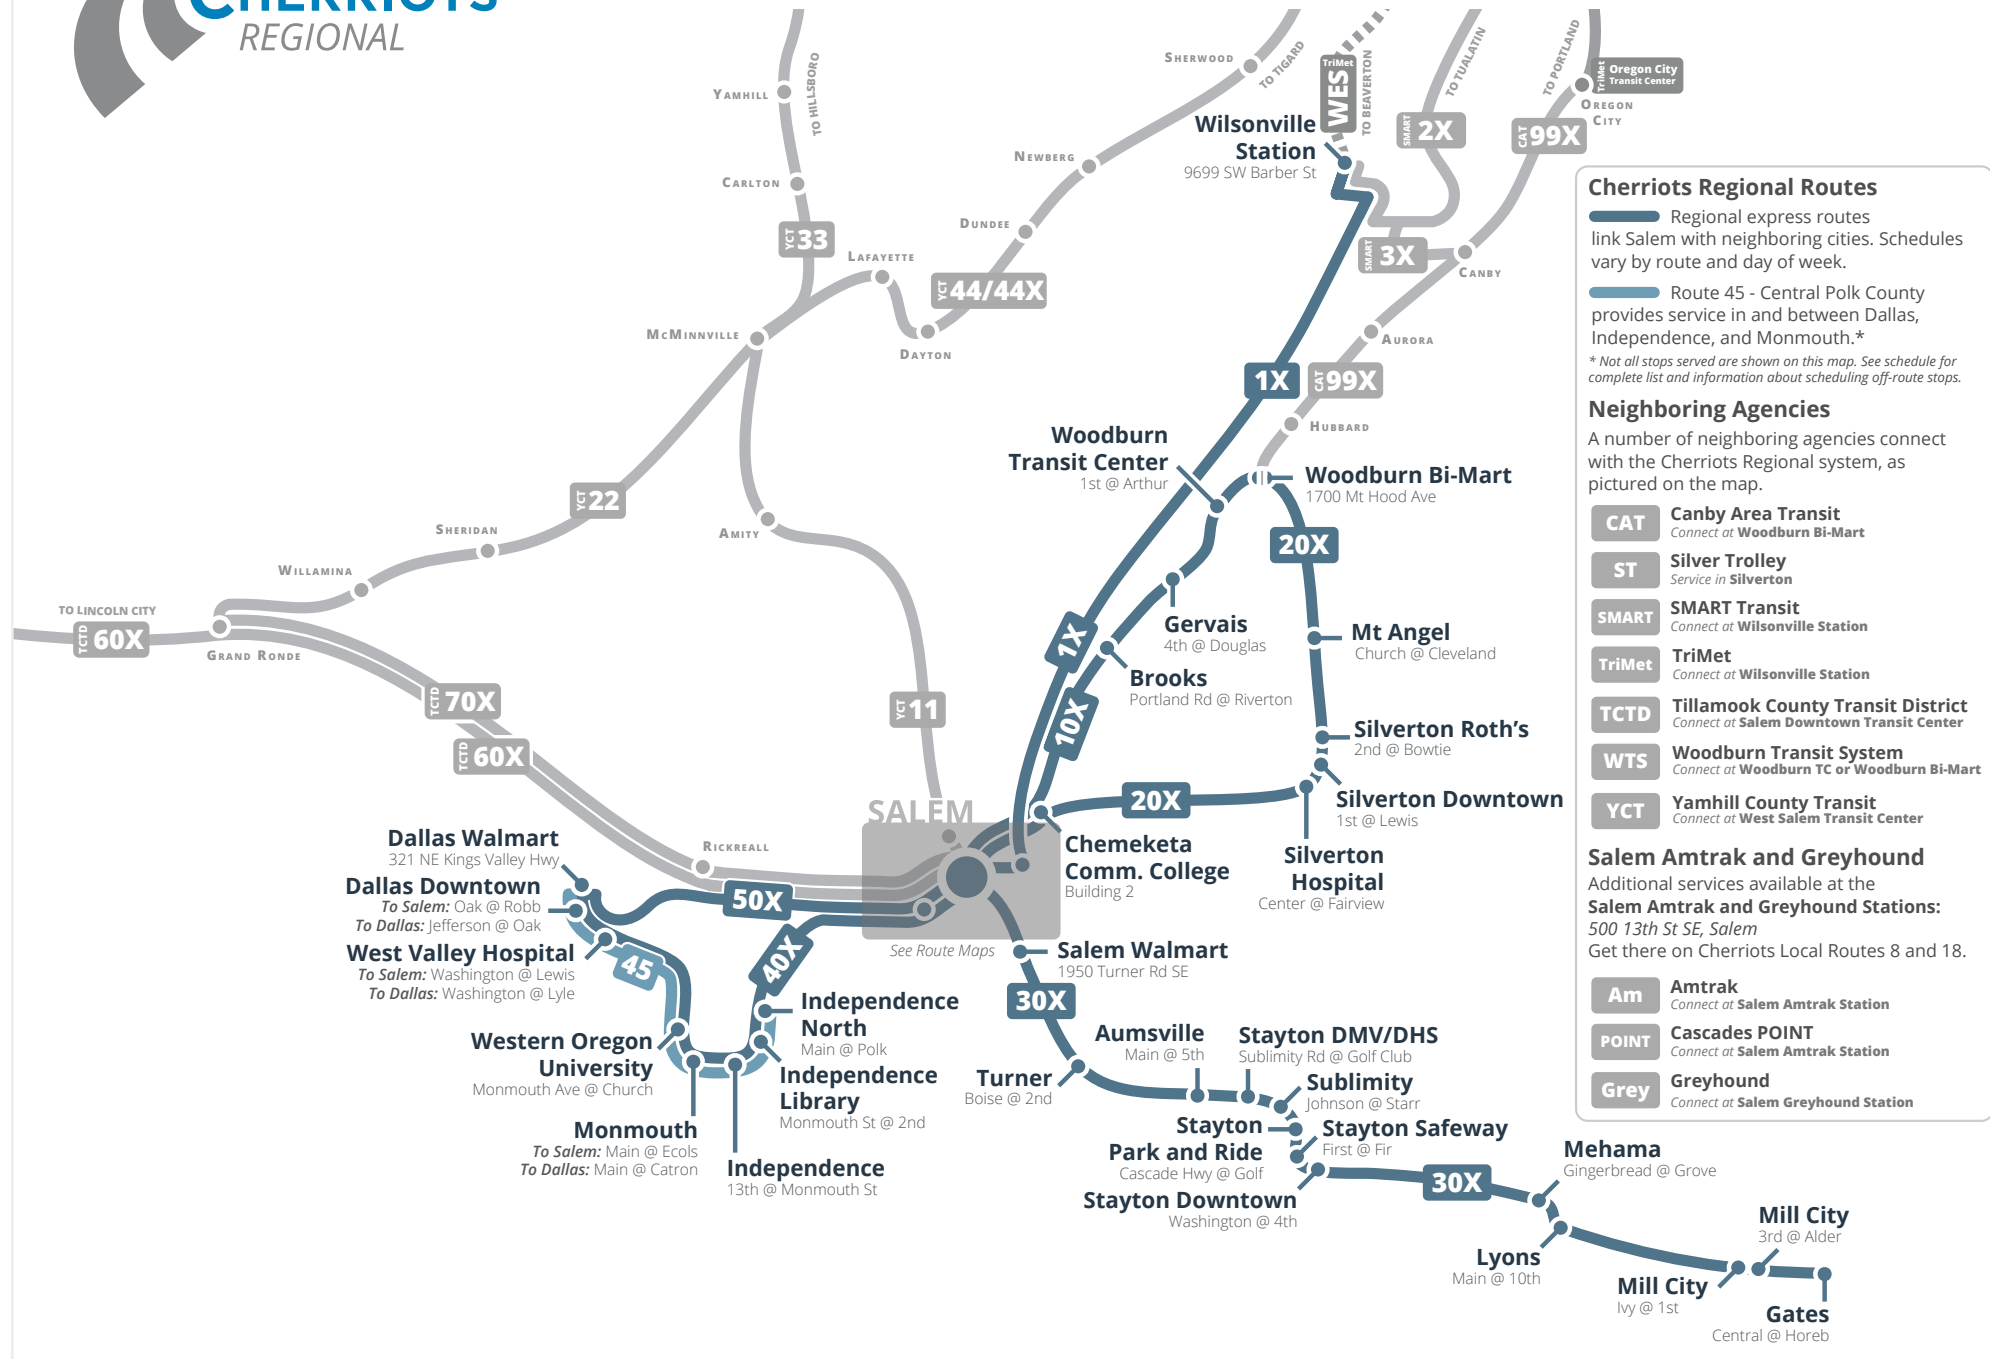 CHERRIOTS
REGIONAL
YAMHILL
TO HILLSBORO
CARLTON
YCT 33
LAFAYETTE
MCMINNVILLE
DAYTON
DUNDEE
NEWBERG
YCT 44/44X
SHERWOOD
TO TIGARD
TriMet
WES
TO BEAVERTON
TO TUALATIN
SMART 2X
TO PORTLAND
TriMet Oregon City
Transit Center
OREGON
CITY
CAT 99X
Wilsonville
Station
9699 SW Barber St
SMART 3X
CANBY
AURORA
1X
CAT 99X
HUBBARD
Woodburn
Transit Center
1st @ Arthur
Woodburn Bi-Mart
1700 Mt Hood Ave
20X
YCT 22
AMITY
SHERIDAN
WILLAMINA
TO LINCOLN CITY
TCTD 60X
GRAND RONDE
TCTD 70X
TCTD 60X
YCT 11
1X
10X
Gervais
4th @ Douglas
Brooks
Portland Rd @ Riverton
Mt Angel
Church @ Cleveland
Silverton Roth's
2nd @ Bowtie
20X
Silverton Downtown
1st @ Lewis
Silverton
Hospital
Center @ Fairview
SALEM
Chemeketa
Comm. College
Building 2
See Route Maps
RICKREALL
50X
Dallas Walmart
321 NE Kings Valley Hwy
Dallas Downtown
To Salem: Oak @ Robb
To Dallas: Jefferson @ Oak
West Valley Hospital
To Salem: Washington @ Lewis
To Dallas: Washington @ Lyle
45
40X
Western Oregon
University
Monmouth Ave @ Church
Monmouth
To Salem: Main @ Ecols
To Dallas: Main @ Catron
Independence
13th @ Monmouth St
Independence
North
Main @ Polk
Independence
Library
Monmouth St @ 2nd
Salem Walmart
1950 Turner Rd SE
30X
Turner
Boise @ 2nd
Aumsville
Main @ 5th
Stayton DMV/DHS
Sublimity Rd @ Golf Club
Sublimity
Johnson @ Starr
Stayton
Park and Ride
Cascade Hwy @ Golf
Stayton Safeway
First @ Fir
Stayton Downtown
Washington @ 4th
30X
Mehama
Gingerbread @ Grove
Lyons
Main @ 10th
Mill City
3rd @ Alder
Mill City
Ivy @ 1st
Gates
Central @ Horeb
Cherriots Regional Routes
Regional express routes
link Salem with neighboring cities. Schedules
vary by route and day of week.
Route 45 - Central Polk County
provides service in and between Dallas,
Independence, and Monmouth.*
* Not all stops served are shown on this map. See schedule for
complete list and information about scheduling off-route stops.
Neighboring Agencies
A number of neighboring agencies connect
with the Cherriots Regional system, as
pictured on the map.
CAT Canby Area Transit
Connect at Woodburn Bi-Mart
ST Silver Trolley
Service in Silverton
SMART SMART Transit
Connect at Wilsonville Station
TriMet TriMet
Connect at Wilsonville Station
TCTD Tillamook County Transit District
Connect at Salem Downtown Transit Center
WTS Woodburn Transit System
Connect at Woodburn TC or Woodburn Bi-Mart
YCT Yamhill County Transit
Connect at West Salem Transit Center
Salem Amtrak and Greyhound
Additional services available at the
Salem Amtrak and Greyhound Stations:
500 13th St SE, Salem
Get there on Cherriots Local Routes 8 and 18.
Am Amtrak
Connect at Salem Amtrak Station
POINT Cascades POINT
Connect at Salem Amtrak Station
Grey Greyhound
Connect at Salem Greyhound Station